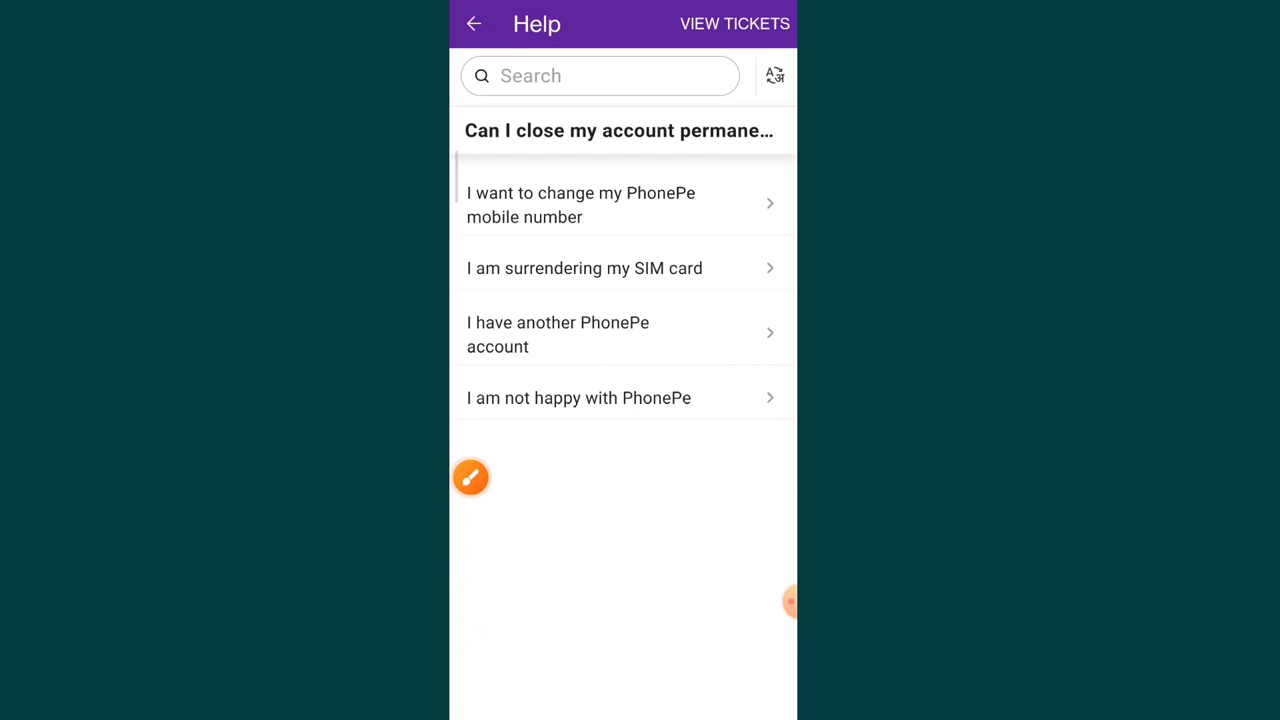 Help
VIEW TICKETS
Search
Can I close my account permane...
I want to change my PhonePe
mobile number
I am surrendering my SIM card
I have another PhonePe
account
I am not happy with PhonePe